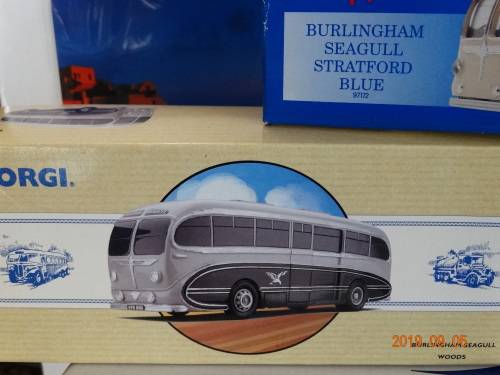 BURLINGHAM
SEAGULL
STRATFORD
BLUE
97172
ORGI.
2019.09.05
BURLINGHAM SEAGULL
WOODS